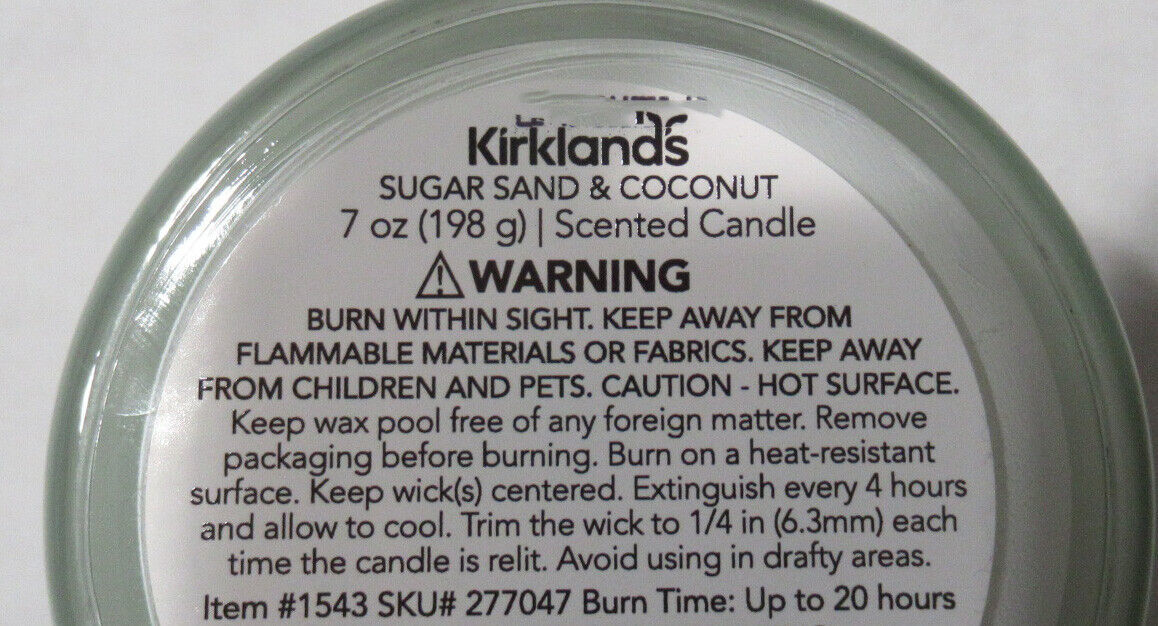 Kirkland's
SUGAR SAND & COCONUT
7 oz (198 g) | Scented Candle
⚠ WARNING
BURN WITHIN SIGHT. KEEP AWAY FROM
FLAMMABLE MATERIALS OR FABRICS. KEEP AWAY
FROM CHILDREN AND PETS. CAUTION - HOT SURFACE.
Keep wax pool free of any foreign matter. Remove
packaging before burning. Burn on a heat-resistant
surface. Keep wick(s) centered. Extinguish every 4 hours
and allow to cool. Trim the wick to 1/4 in (6.3mm) each
time the candle is relit. Avoid using in drafty areas.
Item #1543 SKU# 277047 Burn Time: Up to 20 hours